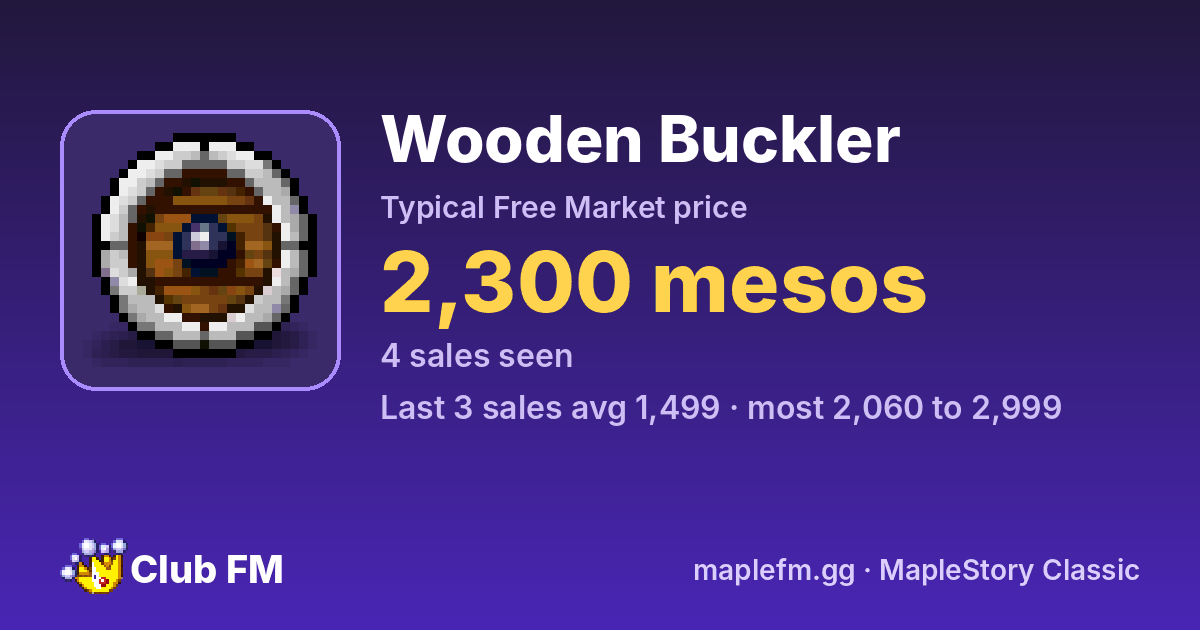 Wooden Buckler
Typical Free Market price
2,300 mesos
4 sales seen
Last 3 sales avg 1,499 · most 2,060 to 2,999
Club FM
maplefm.gg · MapleStory Classic